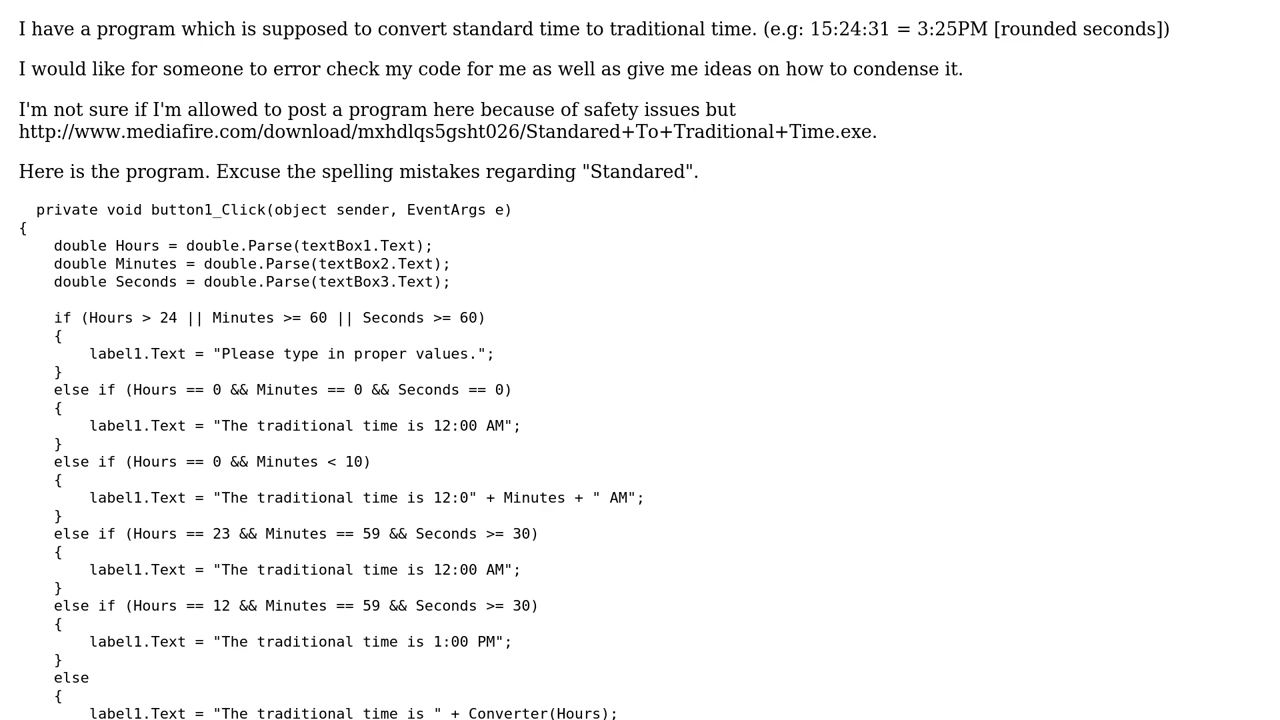 I have a program which is supposed to convert standard time to traditional time. (e.g: 15:24:31 = 3:25PM [rounded seconds])
I would like for someone to error check my code for me as well as give me ideas on how to condense it.
I'm not sure if I'm allowed to post a program here because of safety issues but
http://www.mediafire.com/download/mxhdlqs5gsht026/Standared+To+Traditional+Time.exe.
Here is the program. Excuse the spelling mistakes regarding "Standared".
  private void button1_Click(object sender, EventArgs e)
{
    double Hours = double.Parse(textBox1.Text);
    double Minutes = double.Parse(textBox2.Text);
    double Seconds = double.Parse(textBox3.Text);

    if (Hours > 24 || Minutes >= 60 || Seconds >= 60)
    {
        label1.Text = "Please type in proper values.";
    }
    else if (Hours == 0 && Minutes == 0 && Seconds == 0)
    {
        label1.Text = "The traditional time is 12:00 AM";
    }
    else if (Hours == 0 && Minutes < 10)
    {
        label1.Text = "The traditional time is 12:0" + Minutes + " AM";
    }
    else if (Hours == 23 && Minutes == 59 && Seconds >= 30)
    {
        label1.Text = "The traditional time is 12:00 AM";
    }
    else if (Hours == 12 && Minutes == 59 && Seconds >= 30)
    {
        label1.Text = "The traditional time is 1:00 PM";
    }
    else
    {
        label1.Text = "The traditional time is " + Converter(Hours);